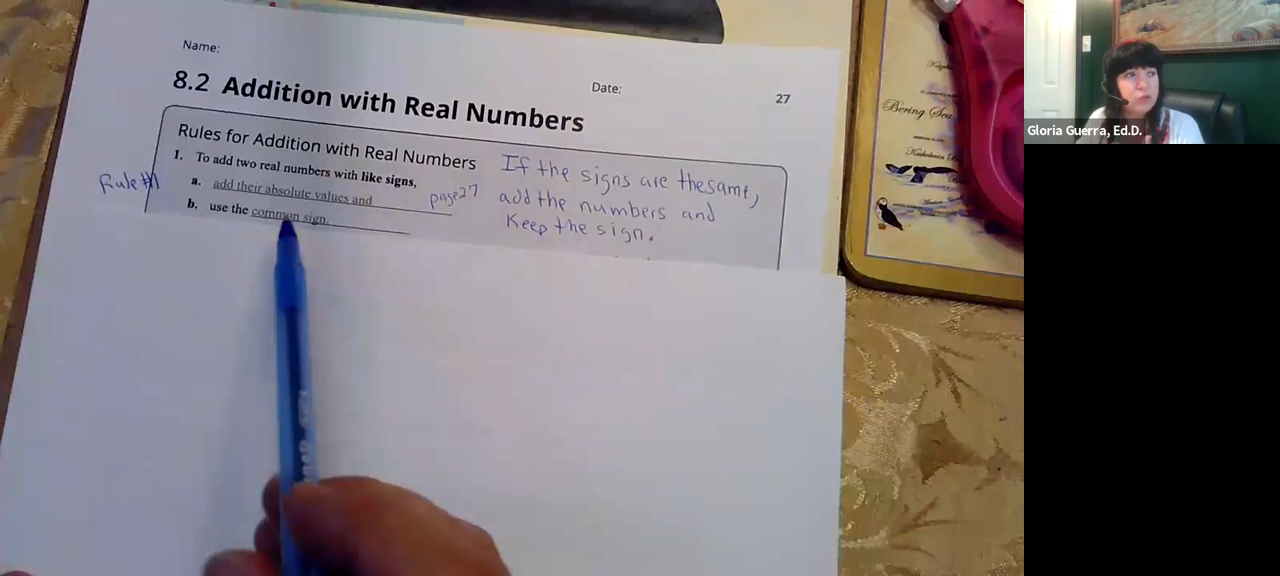 Name:
Date:
27
8.2 Addition with Real Numbers
Rules for Addition with Real Numbers
1. To add two real numbers with like signs,
a. add their absolute values and
b. use the common sign.
Rule #1
page 27
If the signs are the same,
add the numbers and
Keep the sign.
Bering Sea
Gloria Guerra, Ed.D.